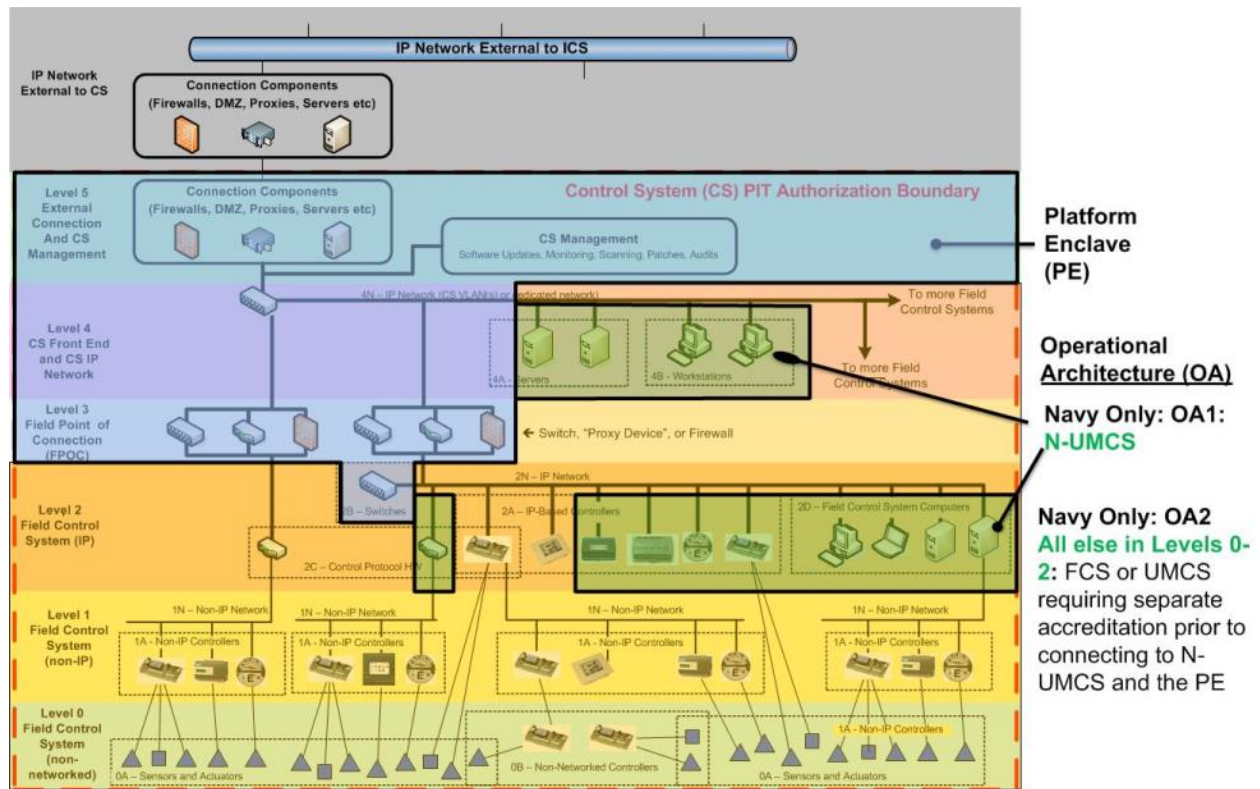 IP Network External to ICS
IP Network
External to CS
Connection Components
(Firewalls, DMZ, Proxies, Servers etc)
Level 5
External
Connection
And CS
Management
Connection Components
(Firewalls, DMZ, Proxies, Servers etc)
Control System (CS) PIT Authorization Boundary
CS Management
Software Updates, Monitoring, Scanning, Patches, Audits
Platform
Enclave
(PE)
4N – IP Network (CS VLAN(s) or dedicated network)
To more Field
Control Systems
Level 4
CS Front End
and CS IP
Network
4A - Servers
4B - Workstations
To more Field
Control Systems
Operational
Architecture (OA)
Navy Only: OA1:
N-UMCS
Level 3
Field Point of
Connection
(FPOC)
← Switch, "Proxy Device", or Firewall
2N – IP Network
Level 2
Field Control
System (IP)
2B – Switches
2A – IP-Based Controllers
2D – Field Control System Computers
2C – Control Protocol
Navy Only: OA2
All else in Levels 0-
2: FCS or UMCS
requiring separate
accreditation prior to
connecting to N-
UMCS and the PE
Level 1
Field Control
System
(non-IP)
1N – Non-IP Network
1N – Non-IP Network
1N – Non-IP Network
1N – Non-IP Network
1A - Non-IP Controllers
1A - Non-IP Controllers
1A - Non-IP Controllers
1A - Non-IP Controllers
Level 0
Field Control
System
(non-
networked)
1A - Non-IP Controllers
0A – Sensors and Actuators
0B – Non-Networked Controllers
0A – Sensors and Actuators